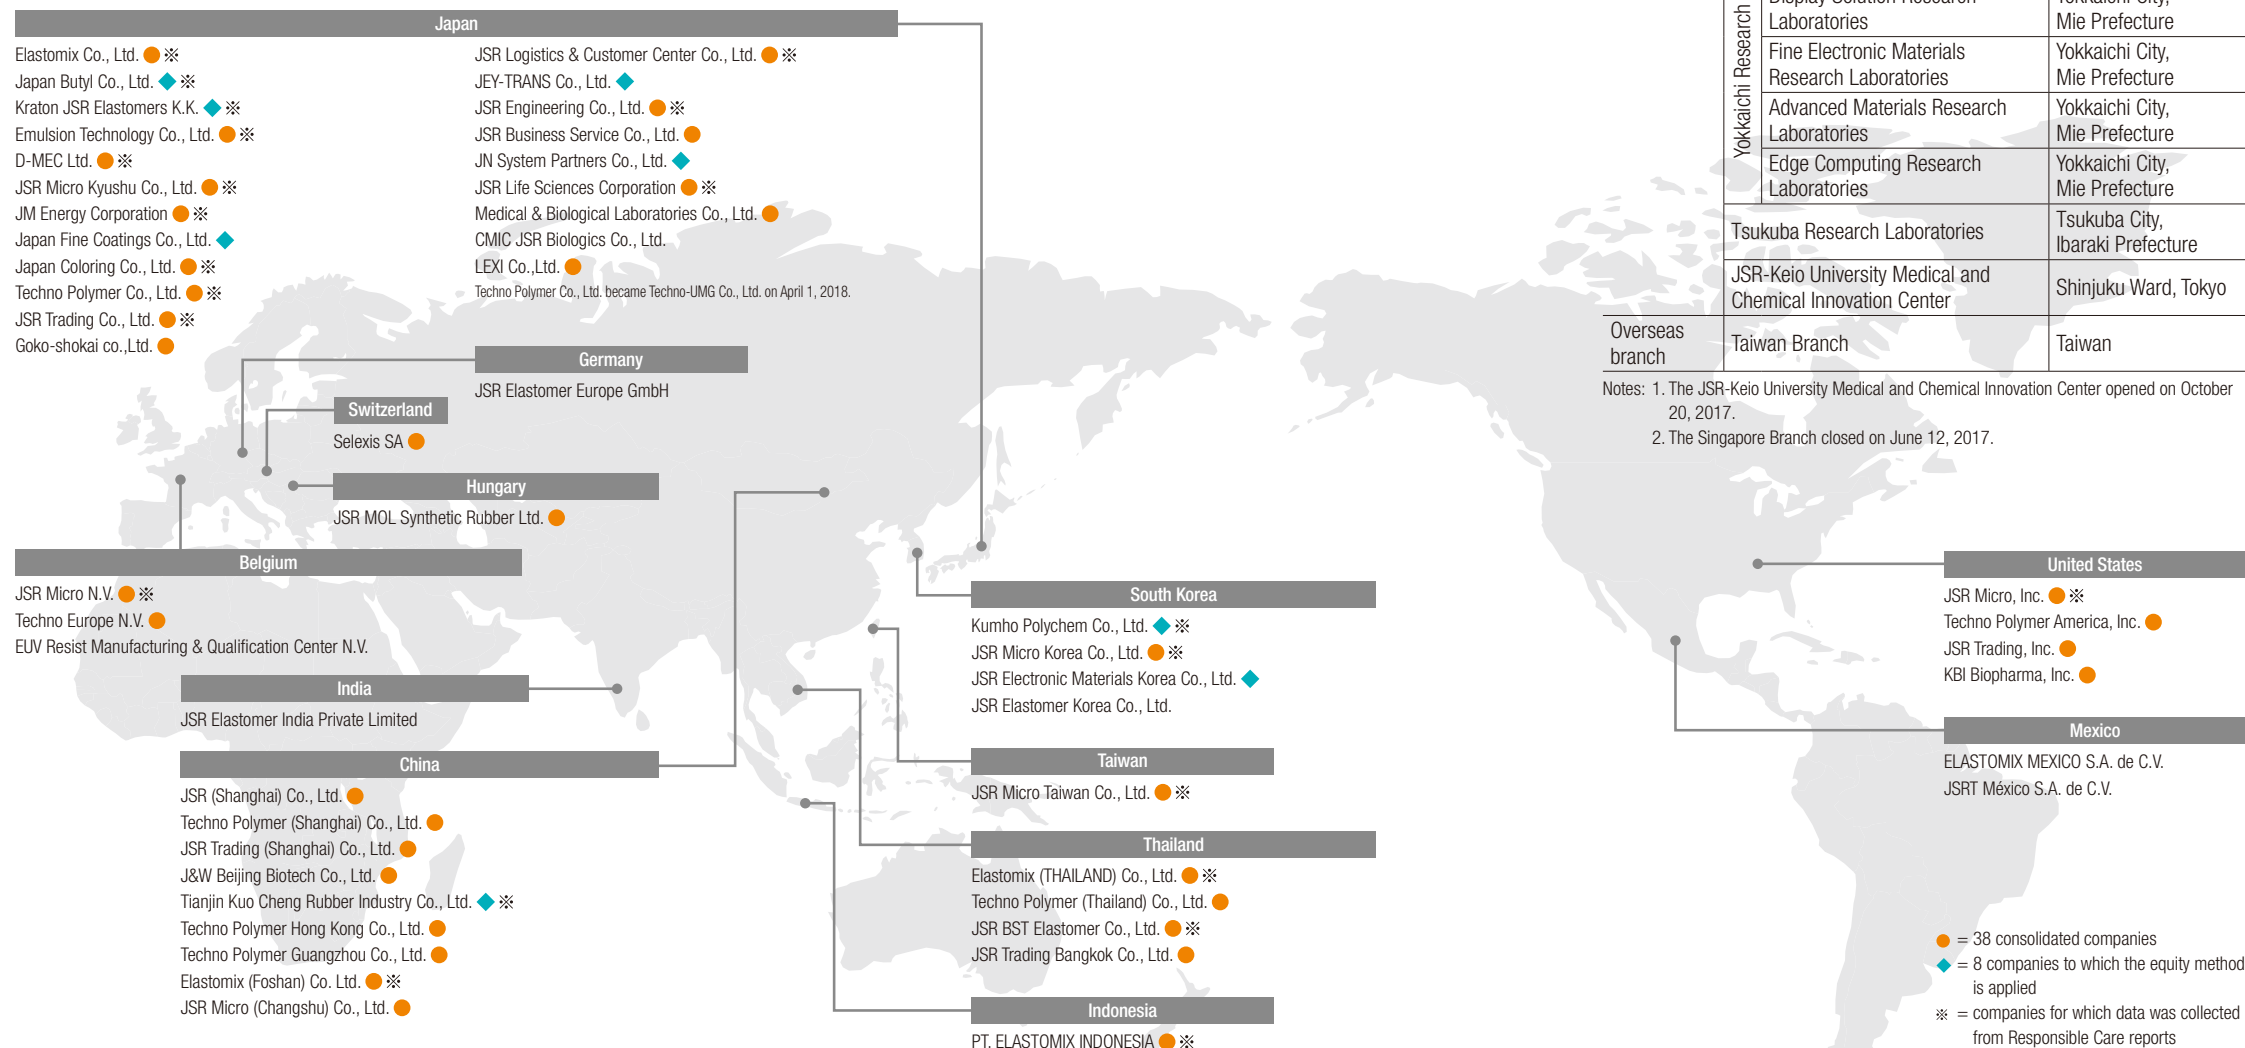 Japan
Elastomix Co., Ltd. ● ※
Japan Butyl Co., Ltd. ◆ ※
Kraton JSR Elastomers K.K. ◆ ※
Emulsion Technology Co., Ltd. ● ※
D-MEC Ltd. ● ※
JSR Micro Kyushu Co., Ltd. ● ※
JM Energy Corporation ● ※
Japan Fine Coatings Co., Ltd. ◆
Japan Coloring Co., Ltd. ● ※
Techno Polymer Co., Ltd. ● ※
JSR Trading Co., Ltd. ● ※
Goko-shokai co.,Ltd. ●
JSR Logistics & Customer Center Co., Ltd. ● ※
JEY-TRANS Co., Ltd. ◆
JSR Engineering Co., Ltd. ● ※
JSR Business Service Co., Ltd. ●
JN System Partners Co., Ltd. ◆
JSR Life Sciences Corporation ● ※
Medical & Biological Laboratories Co., Ltd. ●
CMIC JSR Biologics Co., Ltd.
LEXI Co.,Ltd. ●
Techno Polymer Co., Ltd. became Techno-UMG Co., Ltd. on April 1, 2018.
Germany
JSR Elastomer Europe GmbH
Switzerland
Selexis SA ●
Hungary
JSR MOL Synthetic Rubber Ltd. ●
Belgium
JSR Micro N.V. ● ※
Techno Europe N.V. ●
EUV Resist Manufacturing & Qualification Center N.V.
India
JSR Elastomer India Private Limited
China
JSR (Shanghai) Co., Ltd. ●
Techno Polymer (Shanghai) Co., Ltd. ●
JSR Trading (Shanghai) Co., Ltd. ●
J&W Beijing Biotech Co., Ltd. ●
Tianjin Kuo Cheng Rubber Industry Co., Ltd. ◆ ※
Techno Polymer Hong Kong Co., Ltd. ●
Techno Polymer Guangzhou Co., Ltd. ●
Elastomix (Foshan) Co. Ltd. ● ※
JSR Micro (Changshu) Co., Ltd. ●
South Korea
Kumho Polychem Co., Ltd. ◆ ※
JSR Micro Korea Co., Ltd. ● ※
JSR Electronic Materials Korea Co., Ltd. ◆
JSR Elastomer Korea Co., Ltd.
Taiwan
JSR Micro Taiwan Co., Ltd. ● ※
Thailand
Elastomix (THAILAND) Co., Ltd. ● ※
Techno Polymer (Thailand) Co., Ltd. ●
JSR BST Elastomer Co., Ltd. ● ※
JSR Trading Bangkok Co., Ltd. ●
Indonesia
PT. ELASTOMIX INDONESIA ● ※
Yokkaichi Research
Display Solution Research
Laboratories
Yokkaichi City,
Mie Prefecture
Fine Electronic Materials
Research Laboratories
Yokkaichi City,
Mie Prefecture
Advanced Materials Research
Laboratories
Yokkaichi City,
Mie Prefecture
Edge Computing Research
Laboratories
Yokkaichi City,
Mie Prefecture
Tsukuba Research Laboratories
Tsukuba City,
Ibaraki Prefecture
JSR-Keio University Medical and
Chemical Innovation Center
Shinjuku Ward, Tokyo
Overseas
branch
Taiwan Branch
Taiwan
Notes: 1. The JSR-Keio University Medical and Chemical Innovation Center opened on October
20, 2017.
2. The Singapore Branch closed on June 12, 2017.
United States
JSR Micro, Inc. ● ※
Techno Polymer America, Inc. ●
JSR Trading, Inc. ●
KBI Biopharma, Inc. ●
Mexico
ELASTOMIX MEXICO S.A. de C.V.
JSRT México S.A. de C.V.
● = 38 consolidated companies
◆ = 8 companies to which the equity method
is applied
※ = companies for which data was collected
from Responsible Care reports